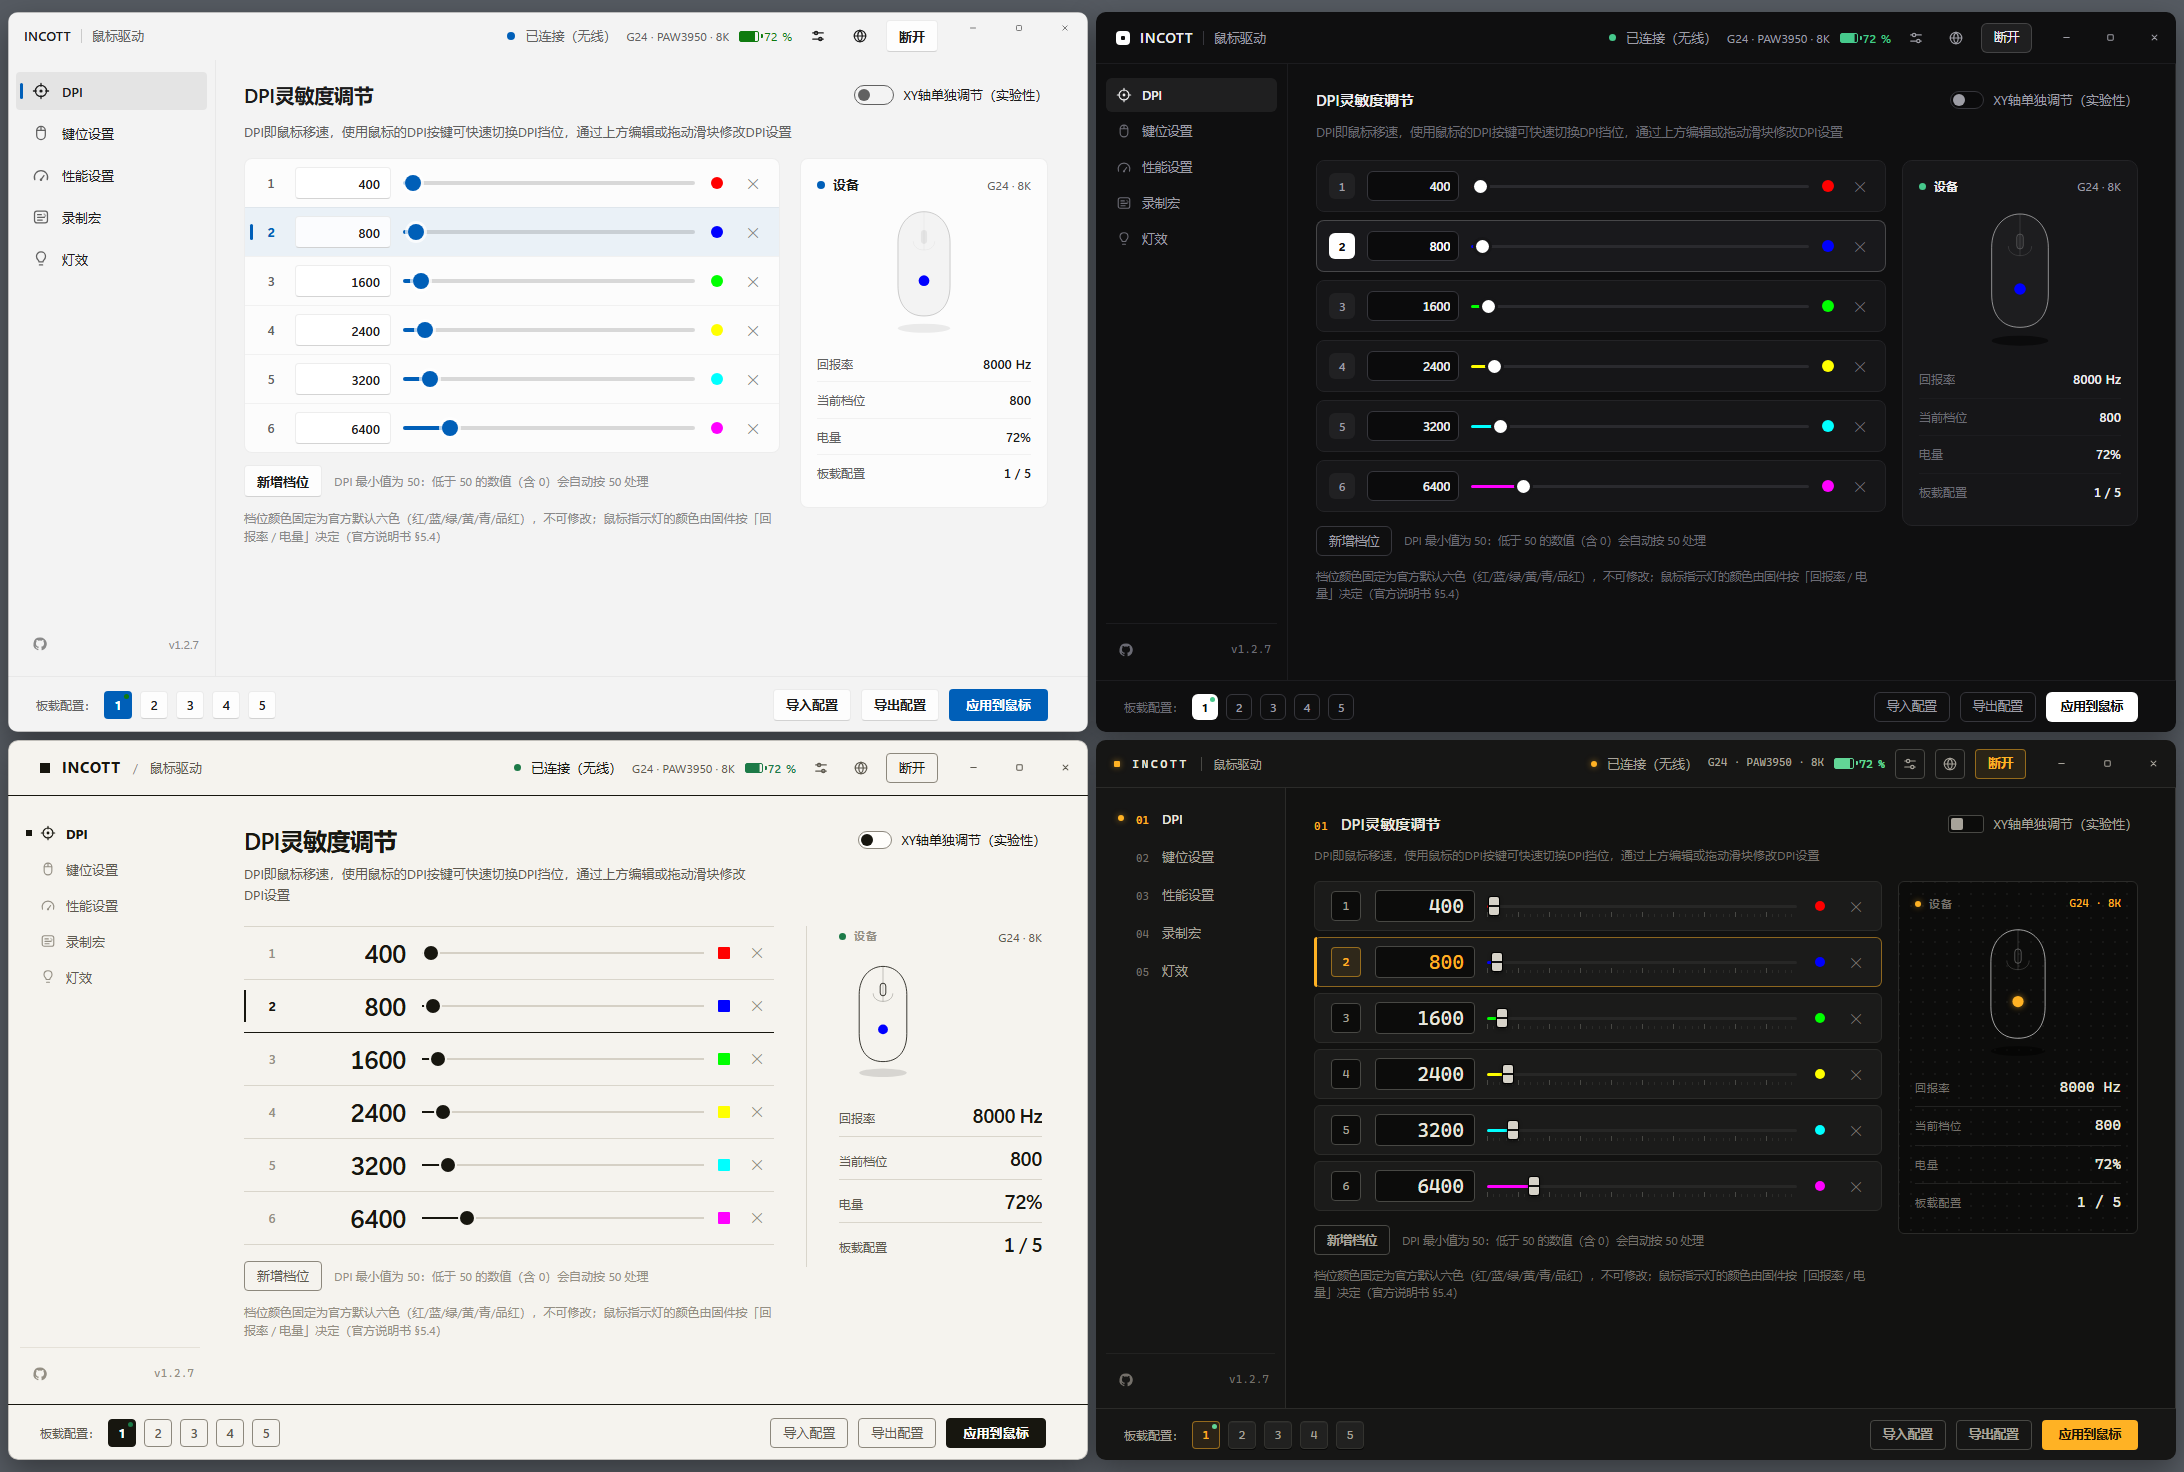 INCOTT 鼠标驱动
已连接（无线） G24 · PAW3950 · 8K 72 % 断开
DPI
键位设置
性能设置
录制宏
灯效
v1.2.7
DPI灵敏度调节
XY轴单独调节（实验性）
DPI即鼠标移速，使用鼠标的DPI按键可快速切换DPI挡位，通过上方编辑或拖动滑块修改DPI设置
1 400
2 800
3 1600
4 2400
5 3200
6 6400
新增档位 DPI 最小值为 50：低于 50 的数值（含 0）会自动按 50 处理
档位颜色固定为官方默认六色（红/蓝/绿/黄/青/品红），不可修改；鼠标指示灯的颜色由固件按「回
报率 / 电量」决定（官方说明书 §5.4）
设备 G24 · 8K
回报率 8000 Hz
当前档位 800
电量 72%
板载配置 1 / 5
板载配置： 1 2 3 4 5
导入配置 导出配置 应用到鼠标
INCOTT 鼠标驱动
已连接（无线） G24 · PAW3950 · 8K 72 % 断开
DPI
键位设置
性能设置
录制宏
灯效
v1.2.7
DPI灵敏度调节
XY轴单独调节（实验性）
DPI即鼠标移速，使用鼠标的DPI按键可快速切换DPI挡位，通过上方编辑或拖动滑块修改DPI设置
1 400
2 800
3 1600
4 2400
5 3200
6 6400
新增档位 DPI 最小值为 50：低于 50 的数值（含 0）会自动按 50 处理
档位颜色固定为官方默认六色（红/蓝/绿/黄/青/品红），不可修改；鼠标指示灯的颜色由固件按「回报率 / 电
量」决定（官方说明书 §5.4）
设备 G24 · 8K
回报率 8000 Hz
当前档位 800
电量 72%
板载配置 1 / 5
板载配置： 1 2 3 4 5
导入配置 导出配置 应用到鼠标
INCOTT / 鼠标驱动
已连接（无线） G24 · PAW3950 · 8K 72 % 断开
DPI
键位设置
性能设置
录制宏
灯效
v1.2.7
DPI灵敏度调节
XY轴单独调节（实验性）
DPI即鼠标移速，使用鼠标的DPI按键可快速切换DPI挡位，通过上方编辑或拖动滑块修改
DPI设置
1 400
2 800
3 1600
4 2400
5 3200
6 6400
新增档位 DPI 最小值为 50：低于 50 的数值（含 0）会自动按 50 处理
档位颜色固定为官方默认六色（红/蓝/绿/黄/青/品红），不可修改；鼠标指示灯的颜色由固件按「回
报率 / 电量」决定（官方说明书 §5.4）
设备 G24 · 8K
回报率 8000 Hz
当前档位 800
电量 72%
板载配置 1 / 5
板载配置： 1 2 3 4 5
导入配置 导出配置 应用到鼠标
INCOTT 鼠标驱动
已连接（无线） G24 · PAW3950 · 8K 72 % 断开
01 DPI
02 键位设置
03 性能设置
04 录制宏
05 灯效
v1.2.7
01 DPI灵敏度调节
XY轴单独调节（实验性）
DPI即鼠标移速，使用鼠标的DPI按键可快速切换DPI挡位，通过上方编辑或拖动滑块修改DPI设置
1 400
2 800
3 1600
4 2400
5 3200
6 6400
新增档位 DPI 最小值为 50：低于 50 的数值（含 0）会自动按 50 处理
档位颜色固定为官方默认六色（红/蓝/绿/黄/青/品红），不可修改；鼠标指示灯的颜色由固件按「回报率 / 电
量」决定（官方说明书 §5.4）
设备 G24 · 8K
回报率 8000 Hz
当前档位 800
电量 72%
板载配置 1 / 5
板载配置： 1 2 3 4 5
导入配置 导出配置 应用到鼠标